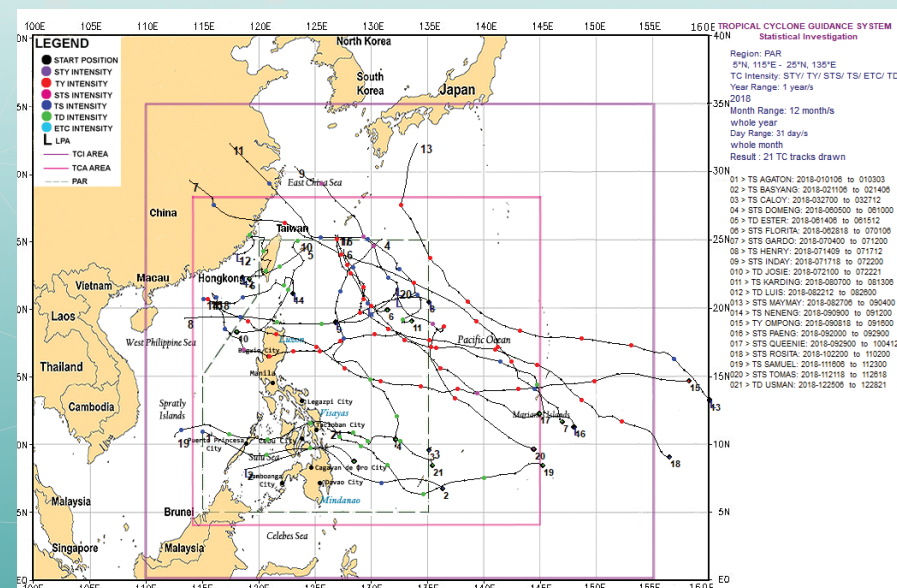 100E 105E 110E 115E 120E 125E 130E 135E 140E 145E 150E 155E 160E
LEGEND
START POSITION
STY INTENSITY
TY INTENSITY
STS INTENSITY
TS INTENSITY
TD INTENSITY
ETC INTENSITY
L LPA
TCI AREA
TCA AREA
PAR
North Korea
South
Korea
Japan
East China Sea
China
Taiwan
Hongkong
Macau
Vietnam
Laos
Thailand
Cambodia
West Philippine Sea
Pacific Ocean
Luzon
Baguio City
Manila
Legazpi City
Visayas
Tacloban City
Spratly
Islands
Puerto Princesa
City
Cebu City
Sulu Sea
Cagayan de Oro City
Zamboanga
City
Davao City
Mindanao
Mariana Islands
Malaysia
Brunei
Celebes Sea
Singapore
Malaysia
40N
35N
30N
25N
20N
15N
10N
5N
EQ
TROPICAL CYCLONE GUIDANCE SYSTEM
Statistical Investigation
Region: PAR
5°N, 115°E - 25°N, 135°E
TC Intensity: STY/ TY/ STS/ TS/ ETC/ TD
Year Range: 1 year/s
2018
Month Range: 12 month/s
whole year
Day Range: 31 day/s
whole month
Result : 21 TC tracks drawn
01 > TS AGATON: 2018-010106 to 010303
02 > TS BASYANG: 2018-021106 to 021406
03 > TS CALOY: 2018-032700 to 032712
04 > STS DOMENG: 2018-060500 to 061000
05 > TD ESTER: 2018-061406 to 061512
06 > STS FLORITA: 2018-062818 to 070106
07 > STS GARDO: 2018-070400 to 071200
08 > TS HENRY: 2018-071409 to 071712
09 > STS INDAY: 2018-071718 to 072200
010 > TD JOSIE: 2018-072100 to 072221
011 > TS KARDING: 2018-080700 to 081306
012 > TD LUIS: 2018-082212 to 082600
013 > STS MAYMAY: 2018-082706 to 090400
014 > TS NENENG: 2018-090900 to 091200
015 > TY OMPONG: 2018-090818 to 091600
016 > STS PAENG: 2018-092000 to 092900
017 > STS QUEENIE: 2018-092900 to 100412
018 > STS ROSITA: 2018-102200 to 110200
019 > TS SAMUEL: 2018-111606 to 112300
020 > STS TOMAS: 2018-112118 to 112618
021 > TD USMAN: 2018-122506 to 122821